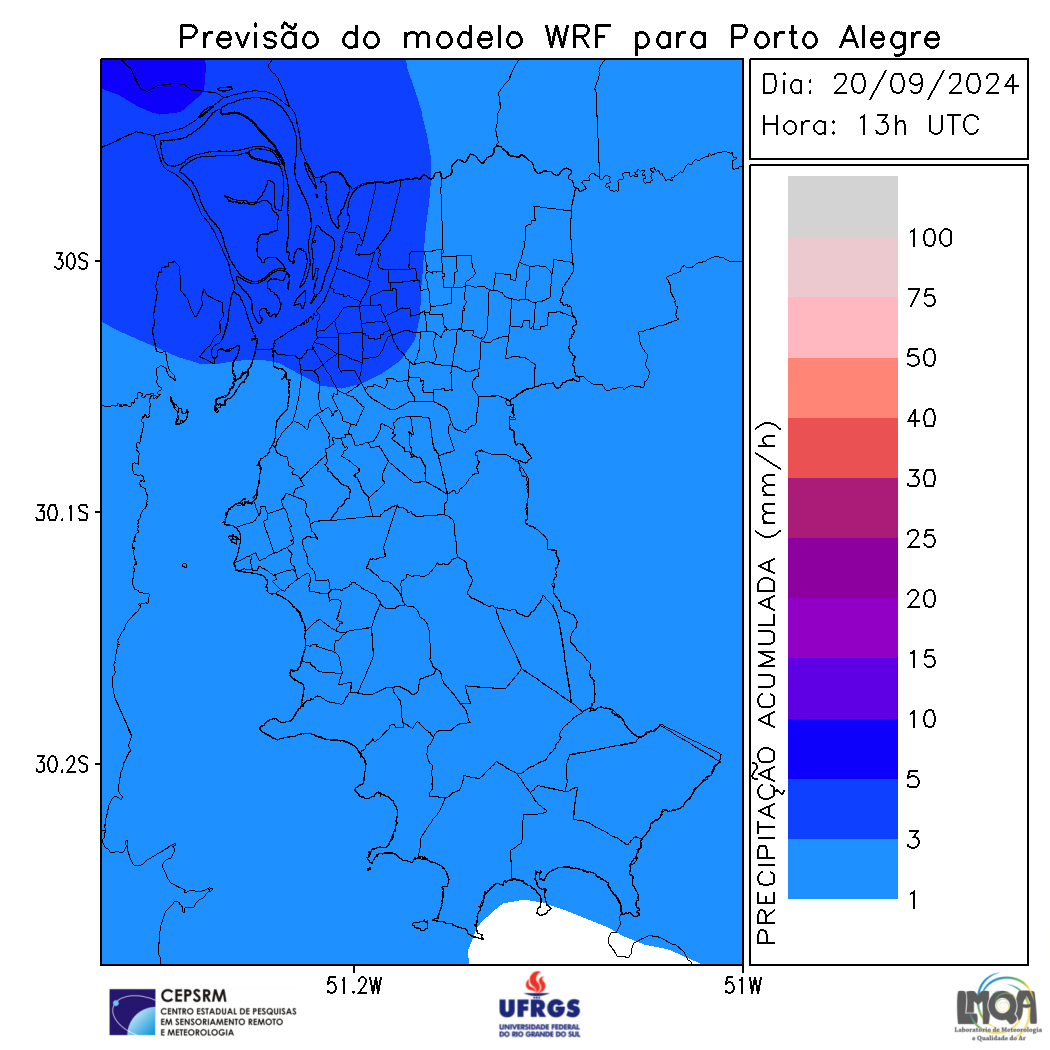 Previsão do modelo WRF para Porto Alegre
Dia: 20/09/2024
Hora: 13h UTC
100
75
50
40
30
25
20
15
10
5
3
1
PRECIPITAÇÃO ACUMULADA (mm/h)
30S
30.1S
30.2S
51.2W
51W
CEPSRM
CENTRO ESTADUAL DE PESQUISAS
EM SENSORIAMENTO REMOTO
E METEOROLOGIA
UFRGS
UNIVERSIDADE FEDERAL
DO RIO GRANDE DO SUL
LMQA
Laboratório de Meteorologia
e Qualidade do Ar